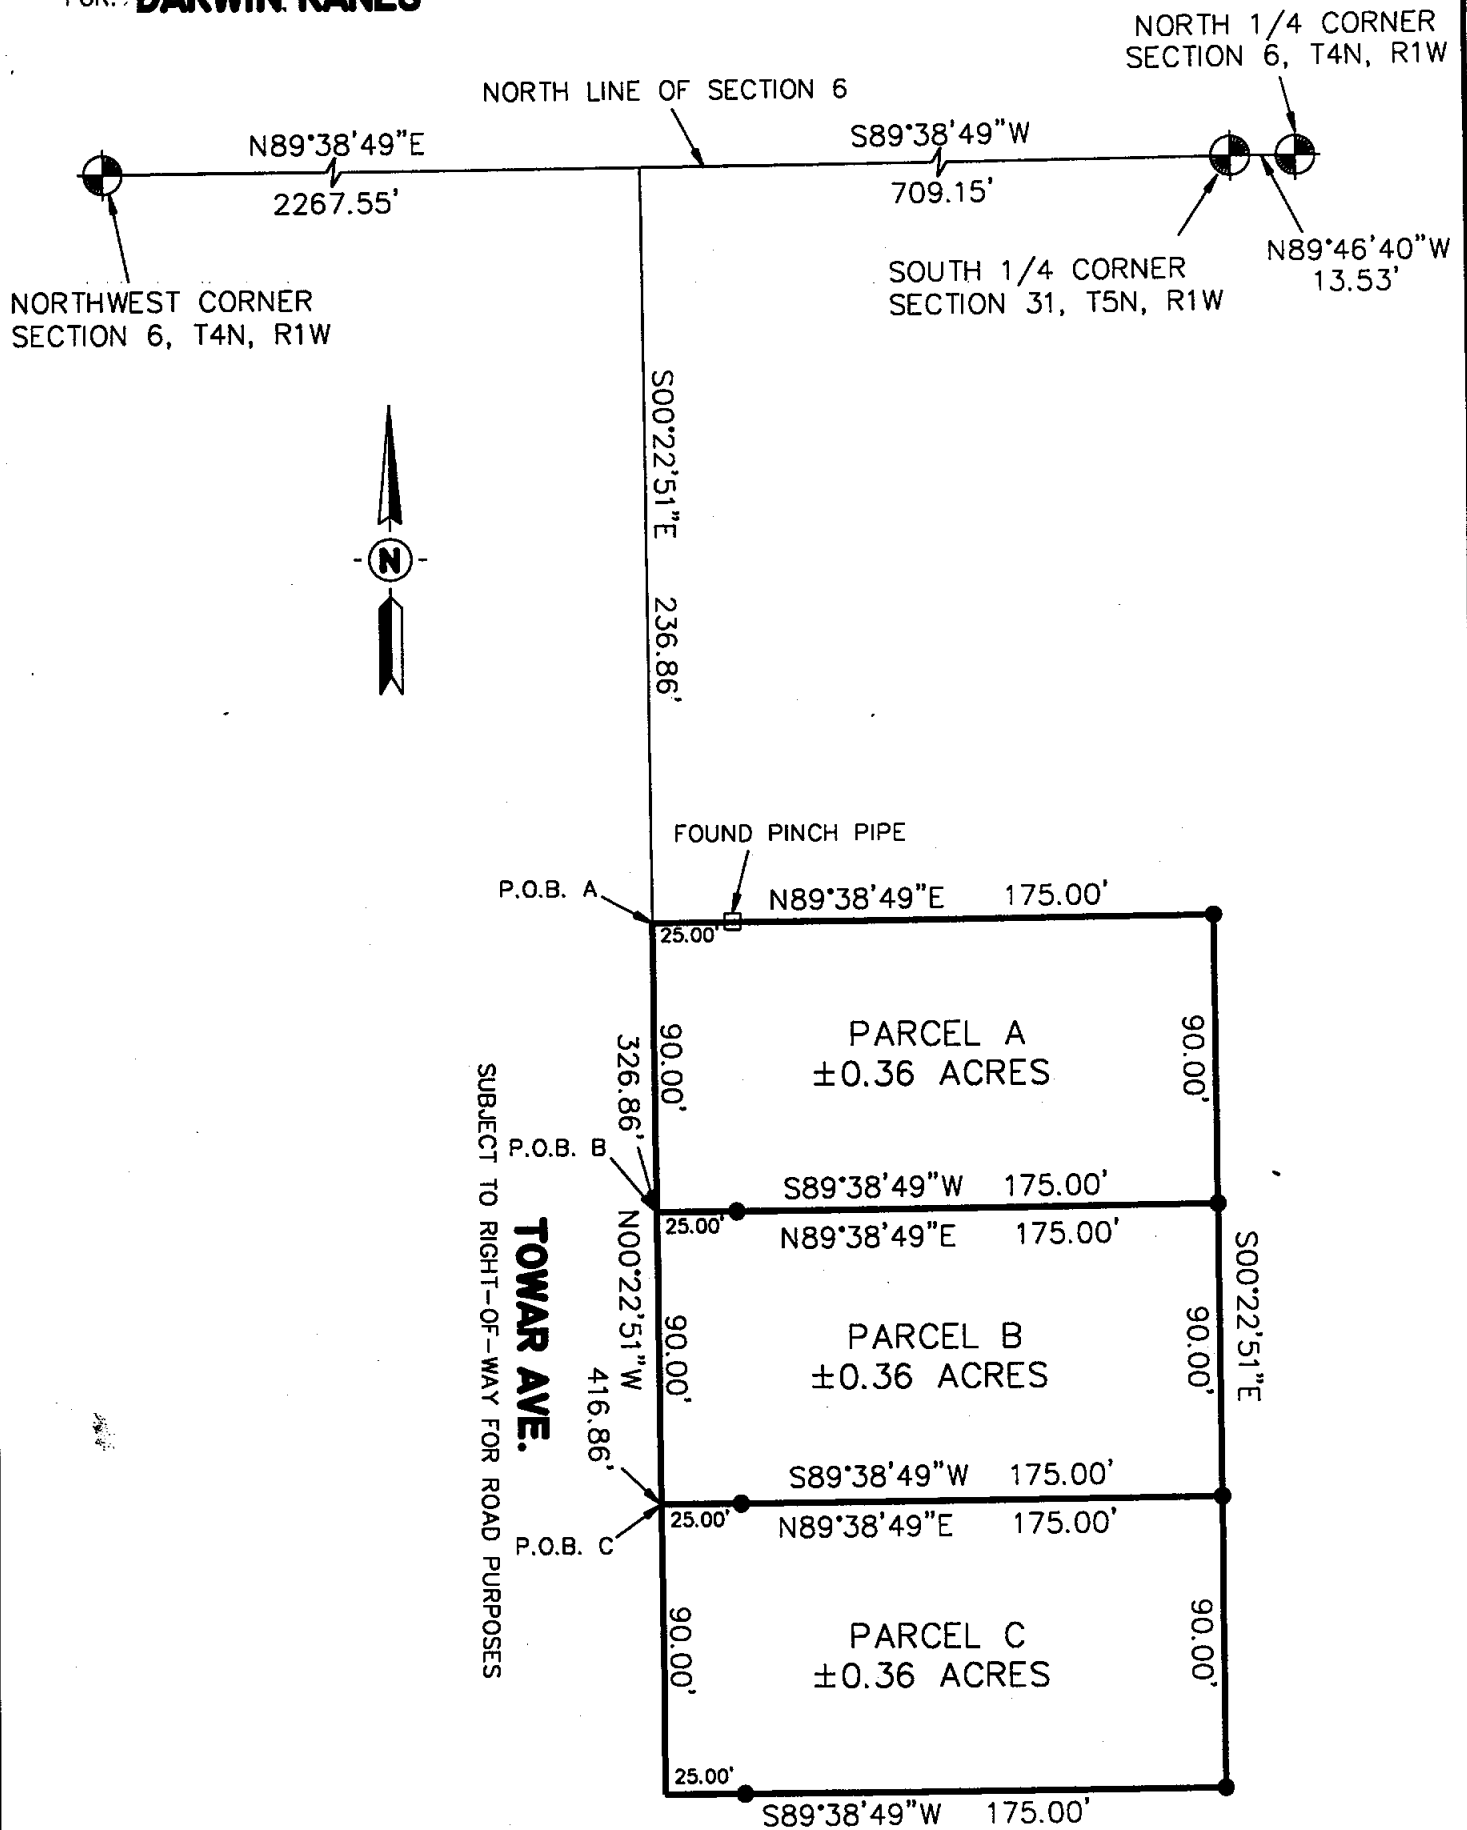 DARWIN RANES
NORTH 1/4 CORNER
SECTION 6, T4N, R1W
NORTH LINE OF SECTION 6
N89°38'49"E
2267.55'
S89°38'49"W
709.15'
N89°46'40"W
13.53'
SOUTH 1/4 CORNER
SECTION 31, T5N, R1W
NORTHWEST CORNER
SECTION 6, T4N, R1W
S00°22'51"E 236.86'
N
FOUND PINCH PIPE
P.O.B. A
N89°38'49"E 175.00'
25.00'
PARCEL A
±0.36 ACRES
90.00'
90.00'
326.86'
P.O.B. B
S89°38'49"W 175.00'
25.00'
N89°38'49"E 175.00'
N00°22'51"W
S00°22'51"E
TOWAR AVE.
SUBJECT TO RIGHT-OF-WAY FOR ROAD PURPOSES
PARCEL B
±0.36 ACRES
90.00'
90.00'
416.86'
S89°38'49"W 175.00'
25.00'
N89°38'49"E 175.00'
P.O.B. C
PARCEL C
±0.36 ACRES
90.00'
90.00'
25.00'
S89°38'49"W 175.00'